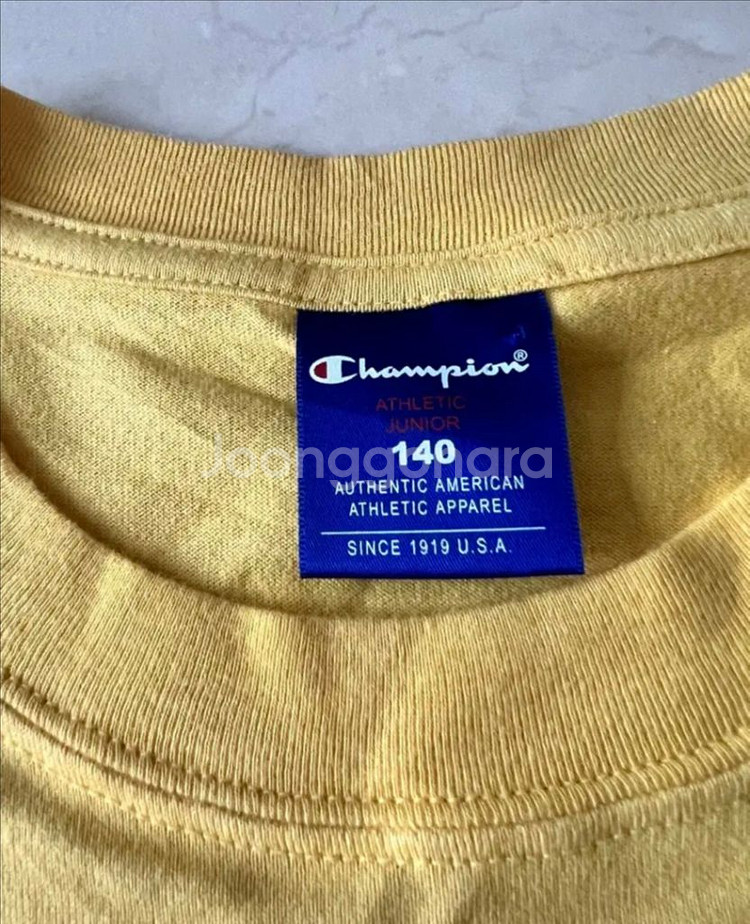 Champion®
ATHLETIC
JUNIOR
140
Joonggonara
AUTHENTIC AMERICAN
ATHLETIC APPAREL
SINCE 1919 U.S.A.